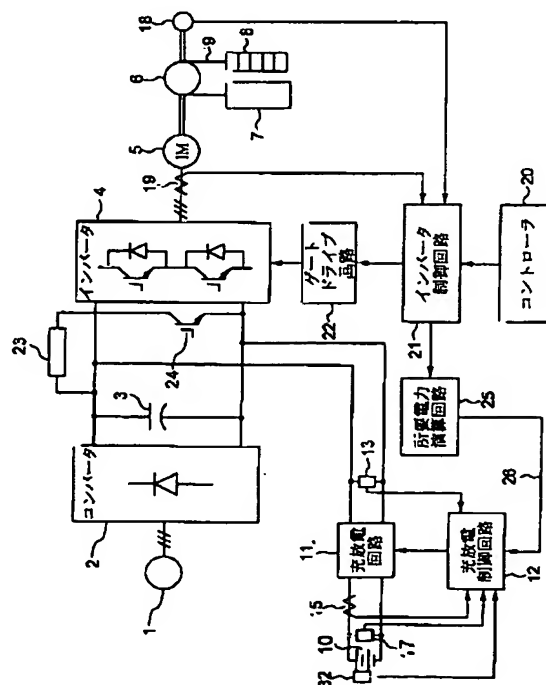 18
6
9
8
7
5
IM
19
4
インバータ
23
24
3
コンバータ
2
1
ゲート
ドライブ
回路
22
インバータ
制御回路
21
コントローラ
20
所要電力
演算回路
25
26
13
11
充放電
回路
15
10
17
32
充放電
制御回路
12